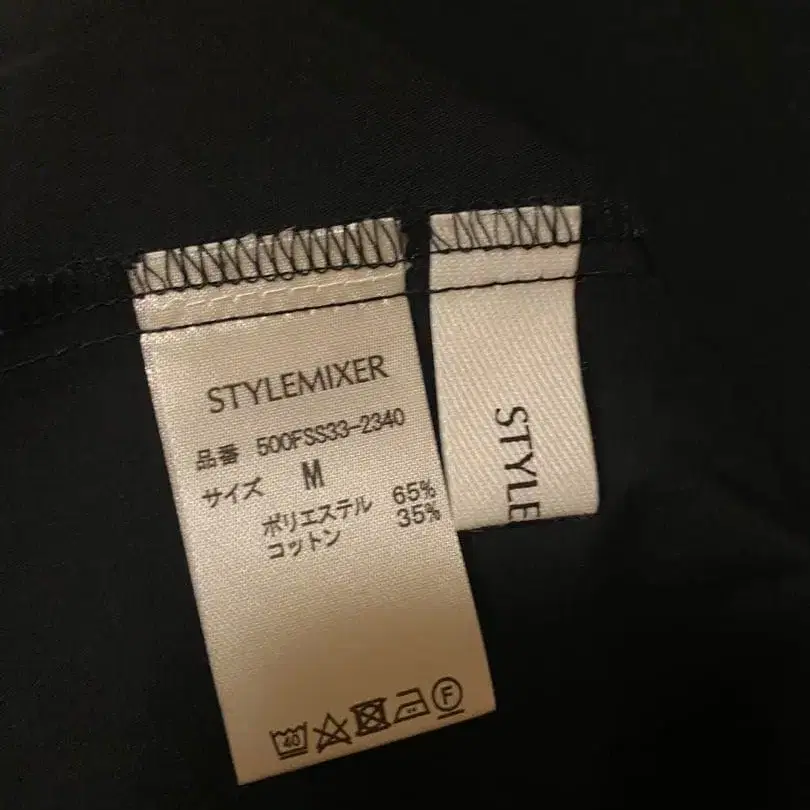 STYLEMIXER
品番 500FSS33-2340
サイズ M
ポリエステル 65%
コットン 35%
40 F
STYLE